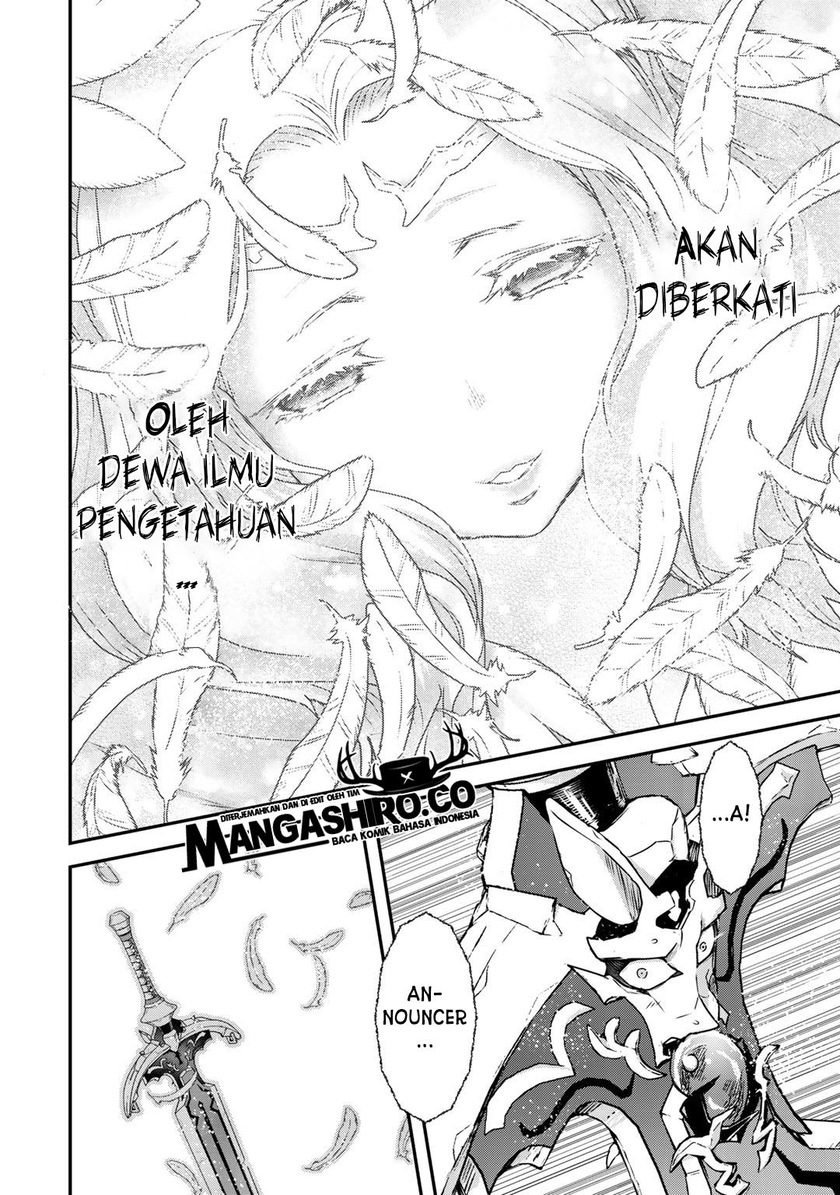 AKAN
DIBERKATI
OLEH
DEWA ILMU
PENGETAHUAN
...
...A!
AN-
NOUNCER
...
DITERJEMAHKAN DAN DI EDIT OLEH TIM
MANGASHIRO.CO
BACA KOMIK BAHASA INDONESIA